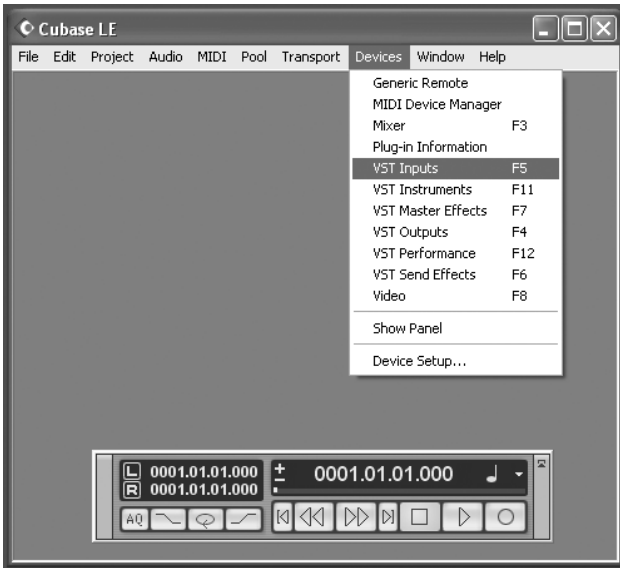 Cubase LE
File Edit Project Audio MIDI Pool Transport Devices Window Help
Generic Remote
MIDI Device Manager
Mixer F3
Plug-in Information
VST Inputs F5
VST Instruments F11
VST Master Effects F7
VST Outputs F4
VST Performance F12
VST Send Effects F6
Video F8
Show Panel
Device Setup...
L 0001.01.01.000 0001.01.01.000
R 0001.01.01.000
AQ